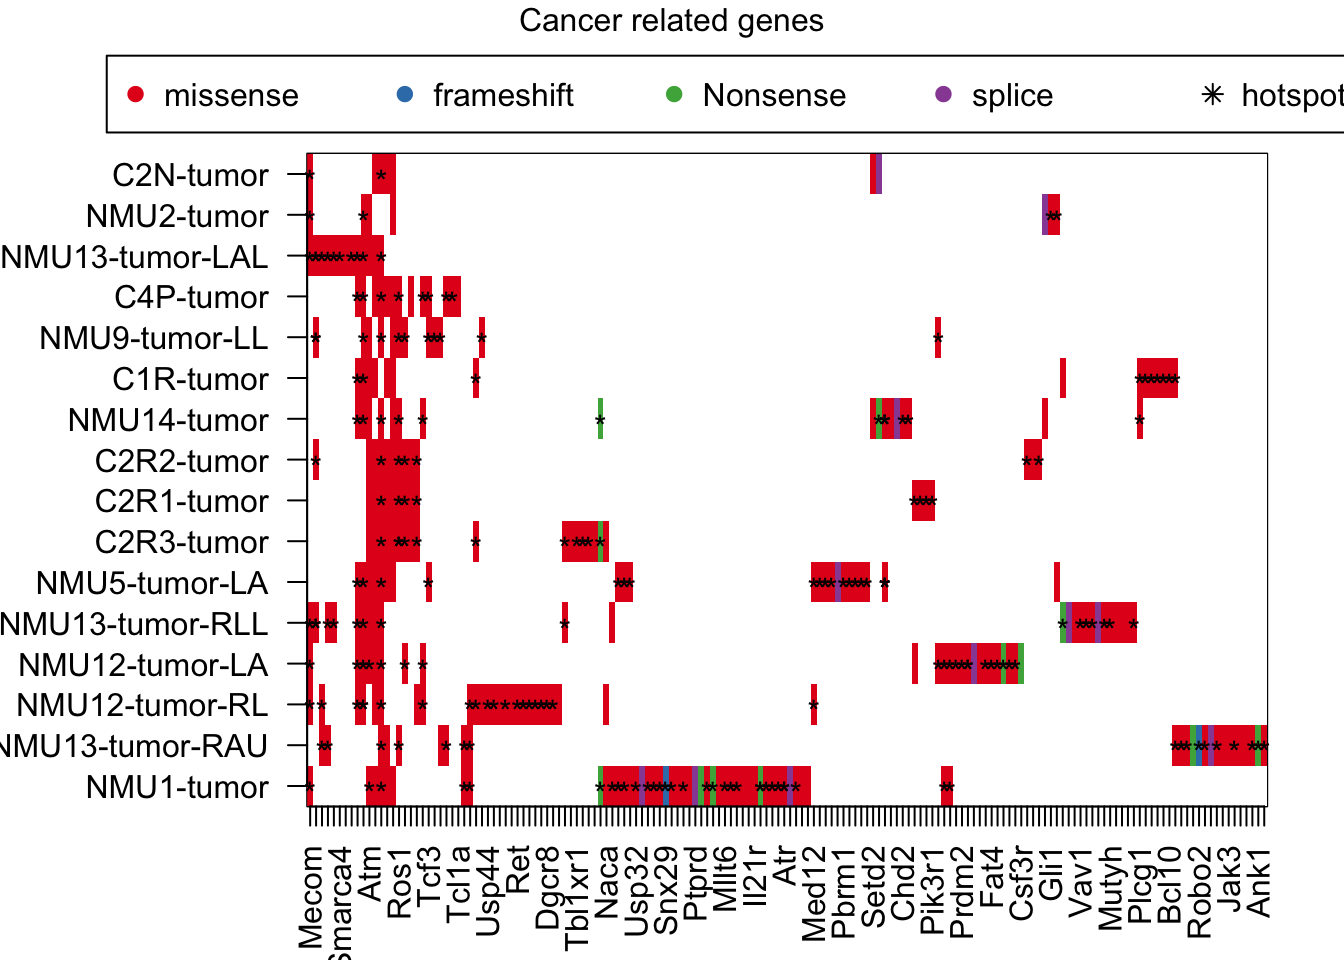 Cancer related genes
missense frameshift Nonsense splice hotspot
C2N-tumor
NMU2-tumor
NMU13-tumor-LAL
C4P-tumor
NMU9-tumor-LL
C1R-tumor
NMU14-tumor
C2R2-tumor
C2R1-tumor
C2R3-tumor
NMU5-tumor-LA
NMU13-tumor-RLL
NMU12-tumor-LA
NMU12-tumor-RL
NMU13-tumor-RAU
NMU1-tumor
Mecom
Smarca4
Atm
Ros1
Tcf3
Tcl1a
Usp44
Ret
Dgcr8
Tbl1xr1
Naca
Usp32
Snx29
Ptprd
Mllt6
Il21r
Atr
Med12
Pbrm1
Setd2
Chd2
Pik3r1
Prdm2
Fat4
Csf3r
Gli1
Vav1
Mutyh
Plcg1
Bcl10
Robo2
Jak3
Ank1